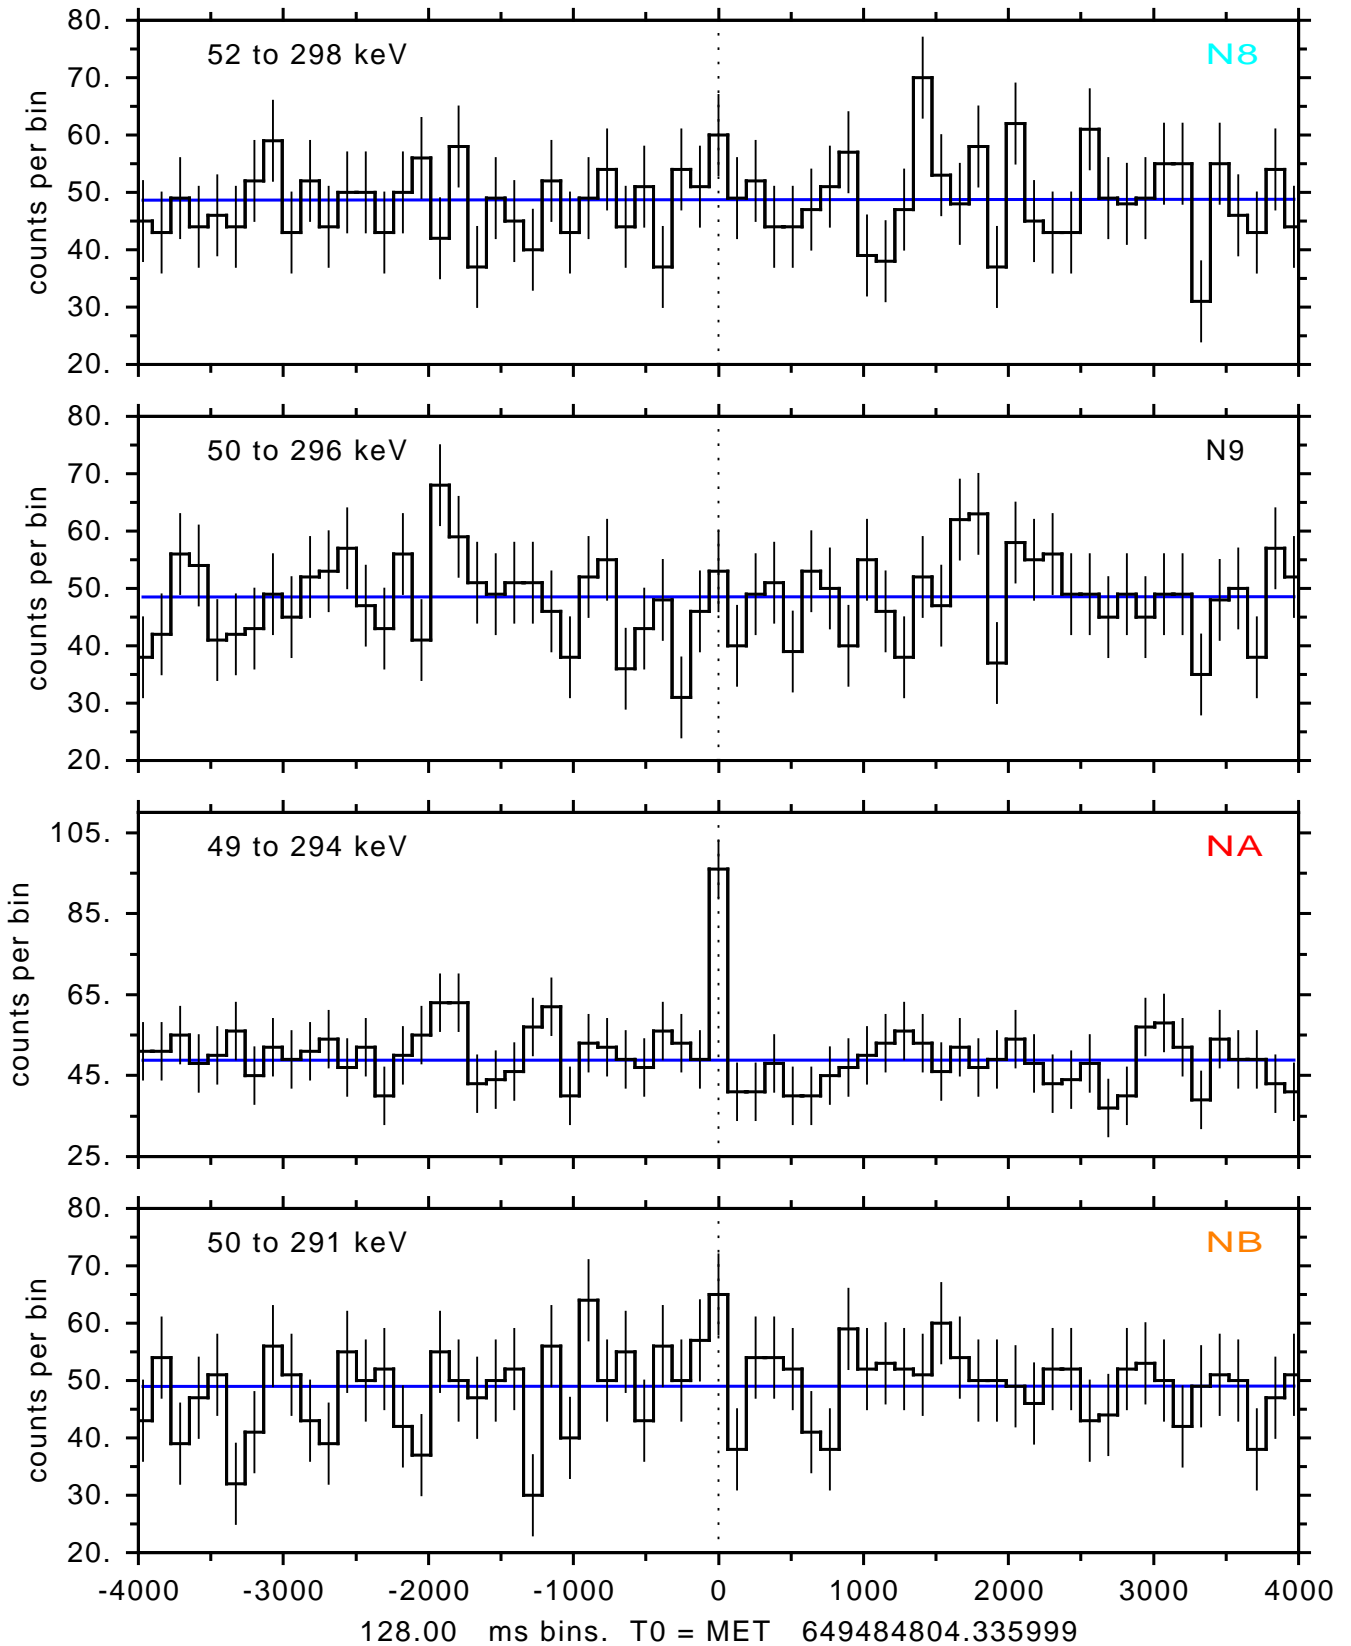 80.
52 to 298 keV N8
70.
60.
50.
40.
30.
20.
counts per bin
80.
50 to 296 keV N9
70.
60.
50.
40.
30.
20.
counts per bin
105.
49 to 294 keV NA
85.
65.
45.
25.
counts per bin
80.
50 to 291 keV NB
70.
60.
50.
40.
30.
20.
counts per bin
-4000 -3000 -2000 -1000 0 1000 2000 3000 4000
128.00 ms bins. T0 = MET 649484804.335999